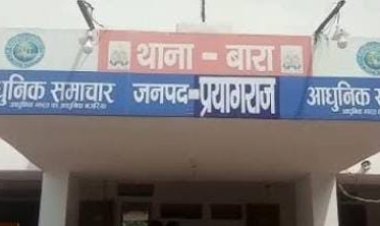 थाना - बारा
आधुनिक समाचार जनपद-प्रयागराज आधुनिक समाचार